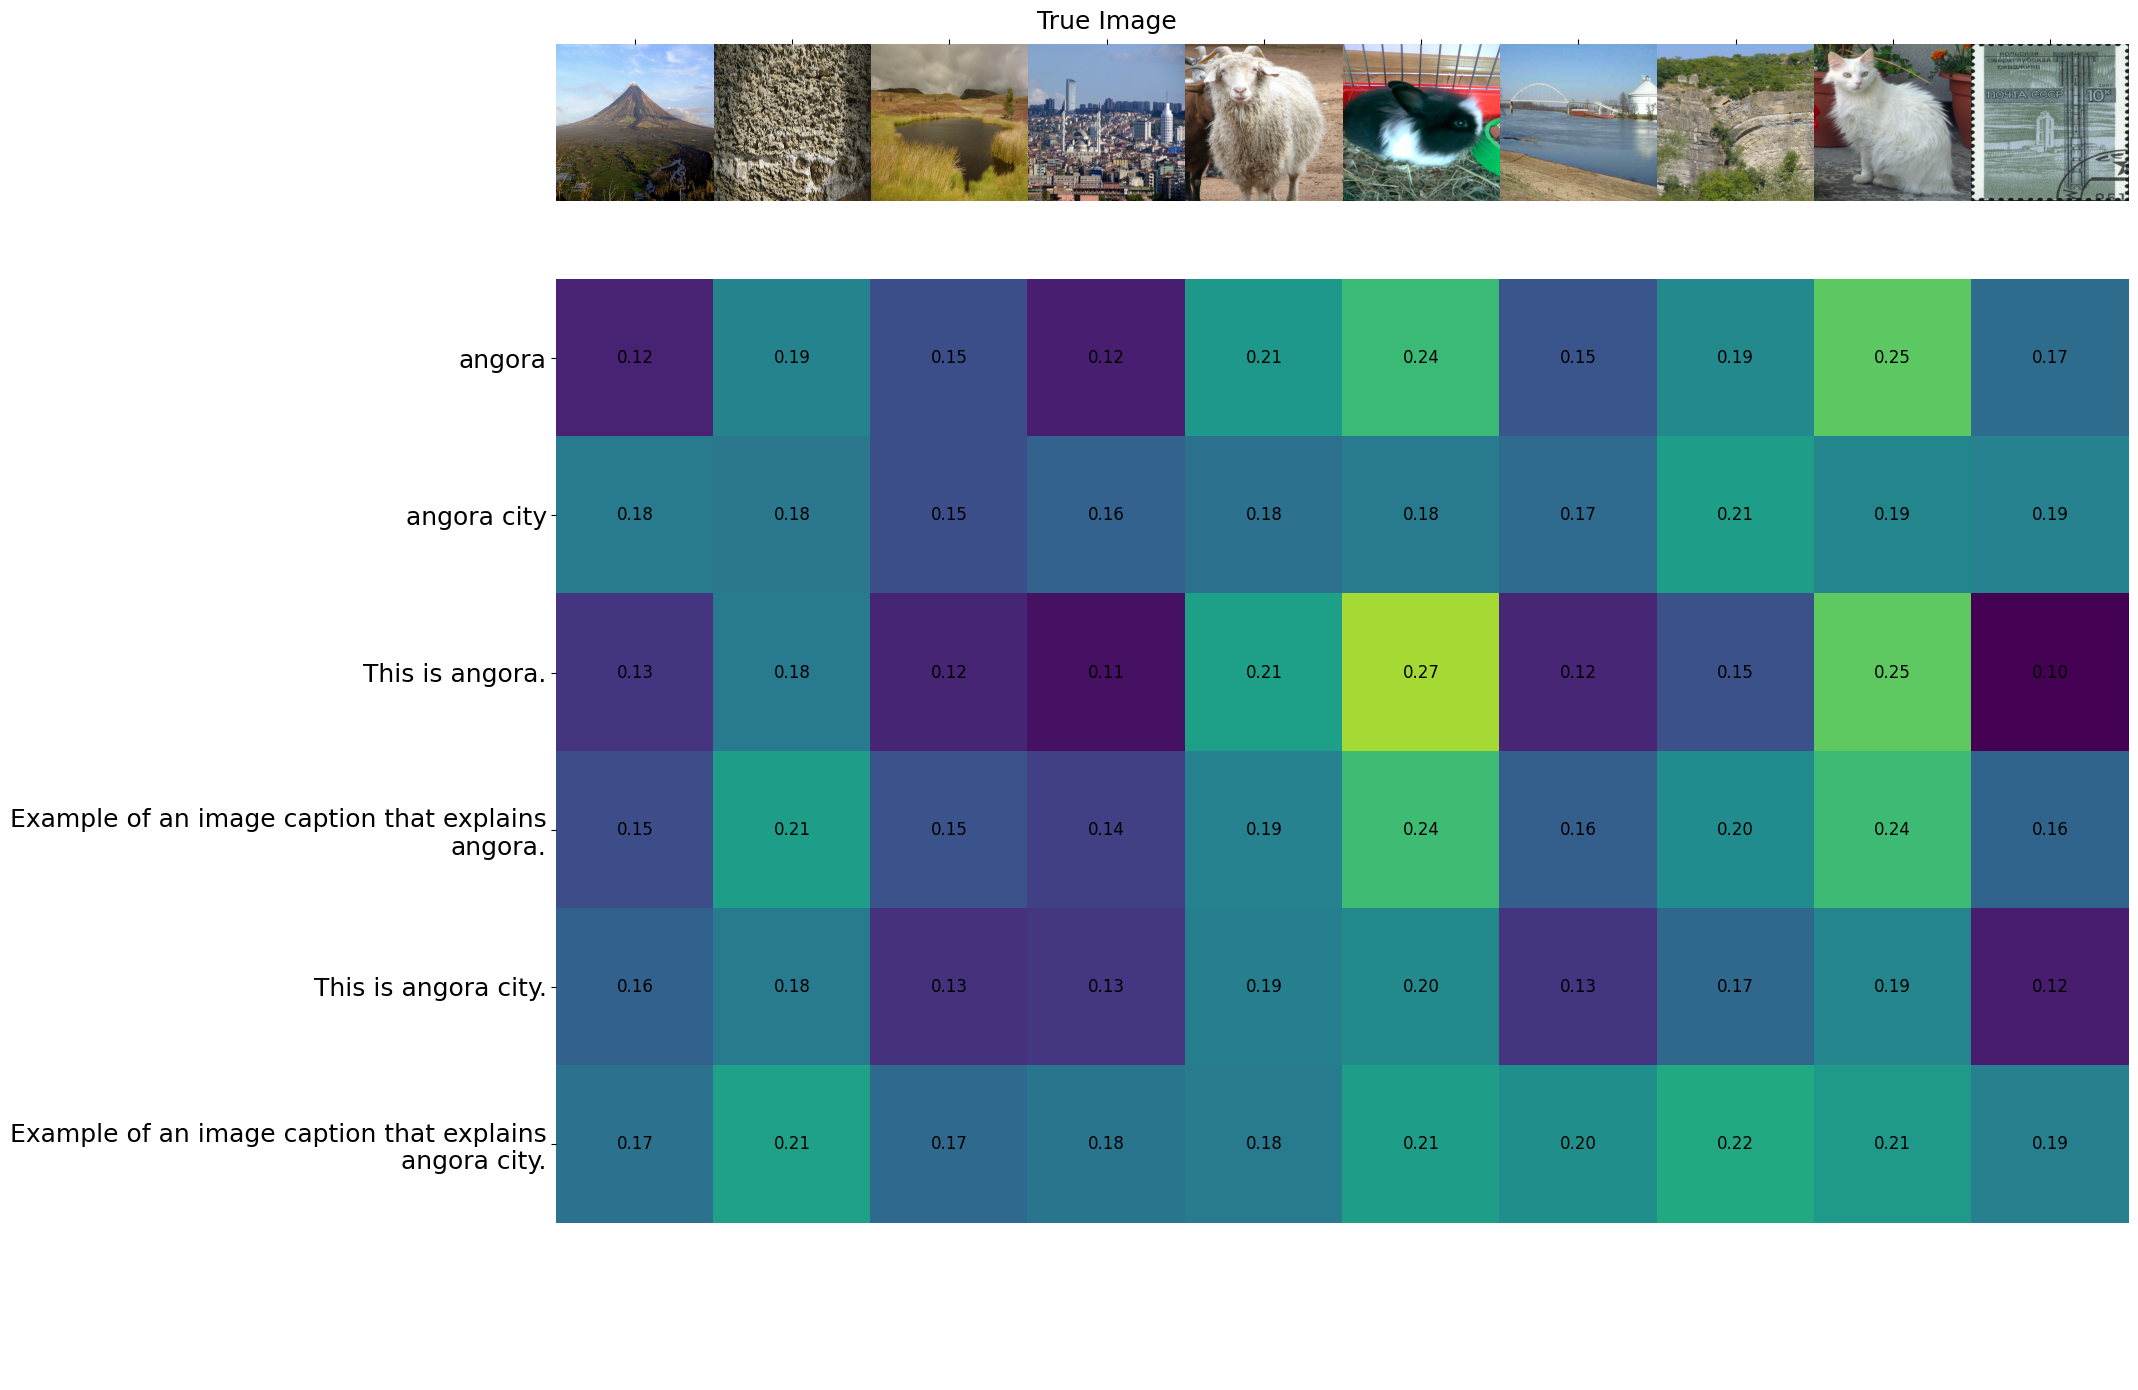 True Image
ПОЧТА СССР
10К
angora
0.12 0.19 0.15 0.12 0.21 0.24 0.15 0.19 0.25 0.17
angora city
0.18 0.18 0.15 0.16 0.18 0.18 0.17 0.21 0.19 0.19
This is angora.
0.13 0.18 0.12 0.11 0.21 0.27 0.12 0.15 0.25 0.10
Example of an image caption that explains
angora.
0.15 0.21 0.15 0.14 0.19 0.24 0.16 0.20 0.24 0.16
This is angora city.
0.16 0.18 0.13 0.13 0.19 0.20 0.13 0.17 0.19 0.12
Example of an image caption that explains
angora city.
0.17 0.21 0.17 0.18 0.18 0.21 0.20 0.22 0.21 0.19